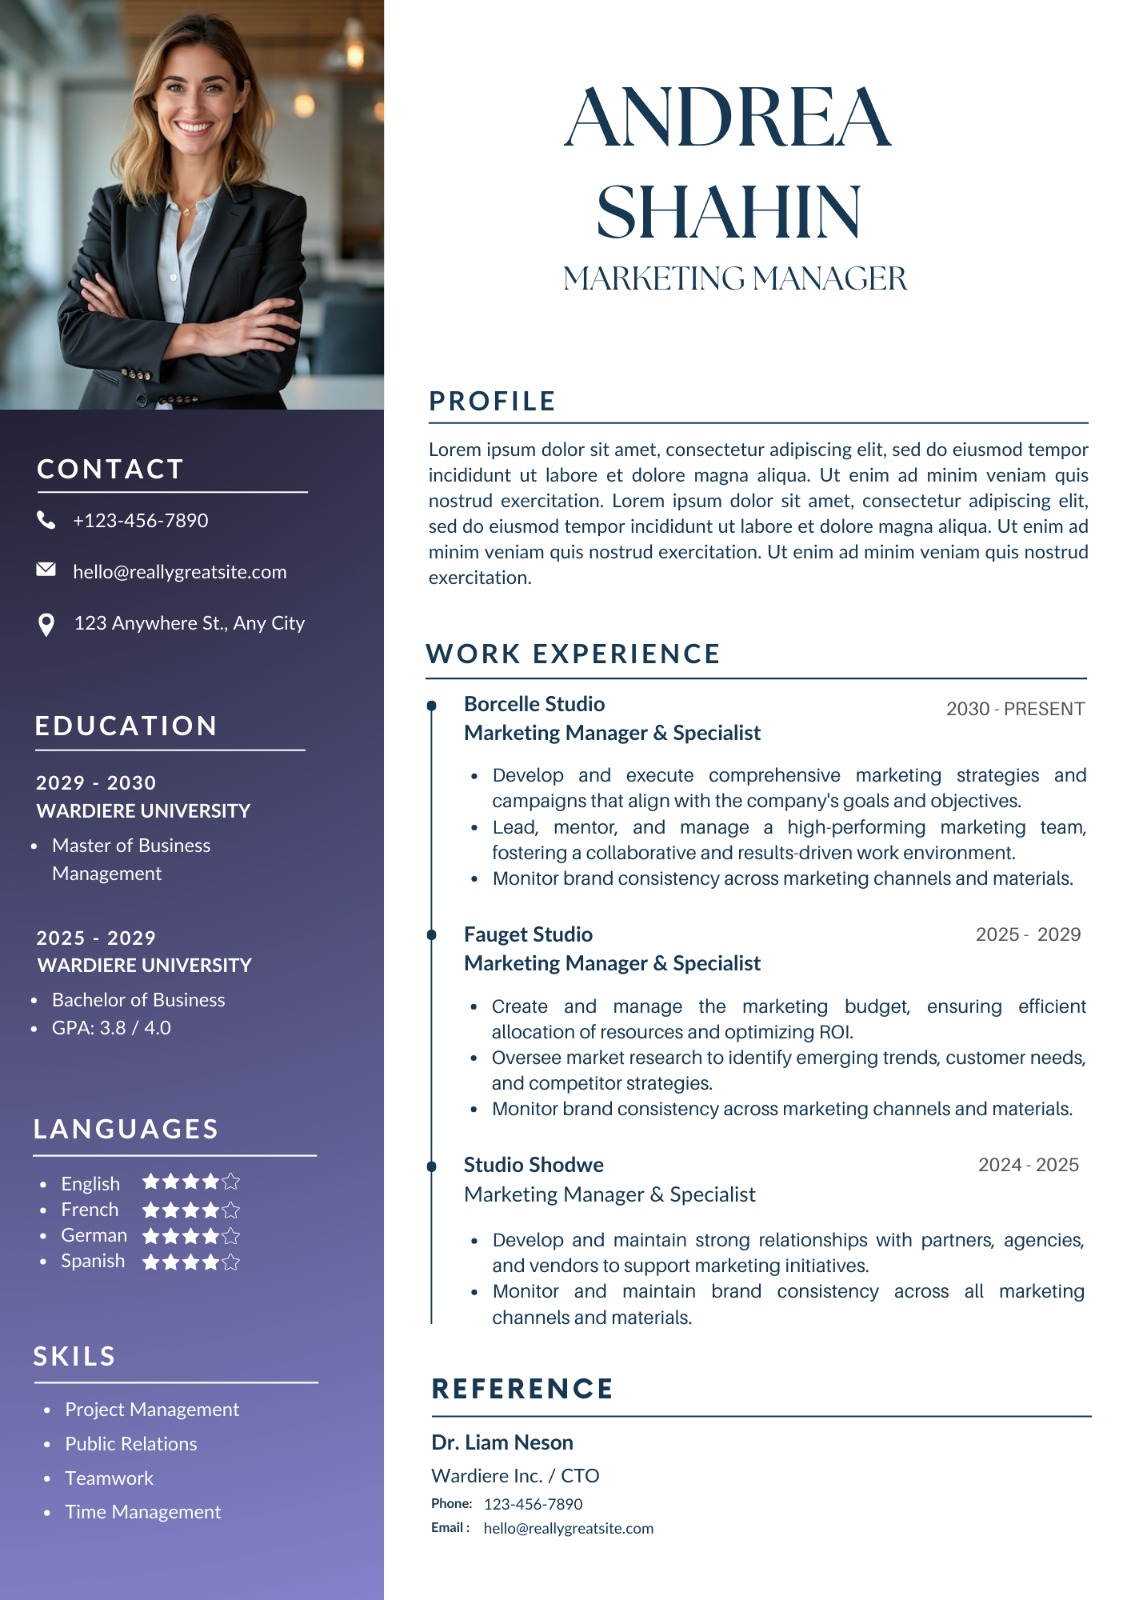 ANDREA
SHAHIN
MARKETING MANAGER
CONTACT
+123-456-7890
hello@reallygreatsite.com
123 Anywhere St., Any City
EDUCATION
2029 - 2030
WARDIERE UNIVERSITY
• Master of Business
Management
2025 - 2029
WARDIERE UNIVERSITY
• Bachelor of Business
• GPA: 3.8 / 4.0
LANGUAGES
• English
• French
• German
• Spanish
SKILS
• Project Management
• Public Relations
• Teamwork
• Time Management
PROFILE
Lorem ipsum dolor sit amet, consectetur adipiscing elit, sed do eiusmod tempor
incididunt ut labore et dolore magna aliqua. Ut enim ad minim veniam quis
nostrud exercitation. Lorem ipsum dolor sit amet, consectetur adipiscing elit,
sed do eiusmod tempor incididunt ut labore et dolore magna aliqua. Ut enim ad
minim veniam quis nostrud exercitation. Ut enim ad minim veniam quis nostrud
exercitation.
WORK EXPERIENCE
Borcelle Studio 2030 - PRESENT
Marketing Manager & Specialist
• Develop and execute comprehensive marketing strategies and
campaigns that align with the company's goals and objectives.
• Lead, mentor, and manage a high-performing marketing team,
fostering a collaborative and results-driven work environment.
• Monitor brand consistency across marketing channels and materials.
Fauget Studio 2025 - 2029
Marketing Manager & Specialist
• Create and manage the marketing budget, ensuring efficient
allocation of resources and optimizing ROI.
• Oversee market research to identify emerging trends, customer needs,
and competitor strategies.
• Monitor brand consistency across marketing channels and materials.
Studio Shodwe 2024 - 2025
Marketing Manager & Specialist
• Develop and maintain strong relationships with partners, agencies,
and vendors to support marketing initiatives.
• Monitor and maintain brand consistency across all marketing
channels and materials.
REFERENCE
Dr. Liam Neson
Wardiere Inc. / CTO
Phone: 123-456-7890
Email : hello@reallygreatsite.com